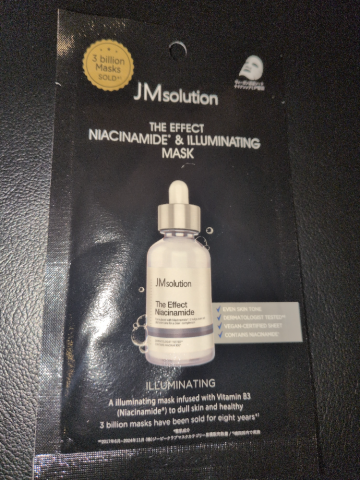 3 billion
Masks
SOLD*¹
JMsolution
THE EFFECT
NIACINAMIDE* & ILLUMINATING
MASK
JMsolution
The Effect
Niacinamide
EVEN SKIN TONE
DERMATOLOGIST TESTED
VEGAN-CERTIFIED SHEET
CONTAINS NIACINAMIDE
ILLUMINATING
A illuminating mask infused with Vitamin B3
(Niacinamide*) to dull skin and healthy
3 billion masks have been sold for eight years*¹